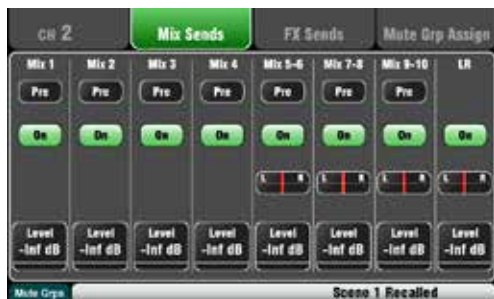 CH 2 Mix Sends FX Sends Mute Grp Assign
Mix 1 Mix 2 Mix 3 Mix 4 Mix 5-6 Mix 7-8 Mix 9-10 LR
Pre Pre Pre Pre Pre Pre Pre
On On On On On On On On
L R L R L R L R
Level Level Level Level Level Level Level Level
-Inf dB -Inf dB -Inf dB -Inf dB -Inf dB -Inf dB -Inf dB -Inf dB
Mute Grps Scene 1 Recalled